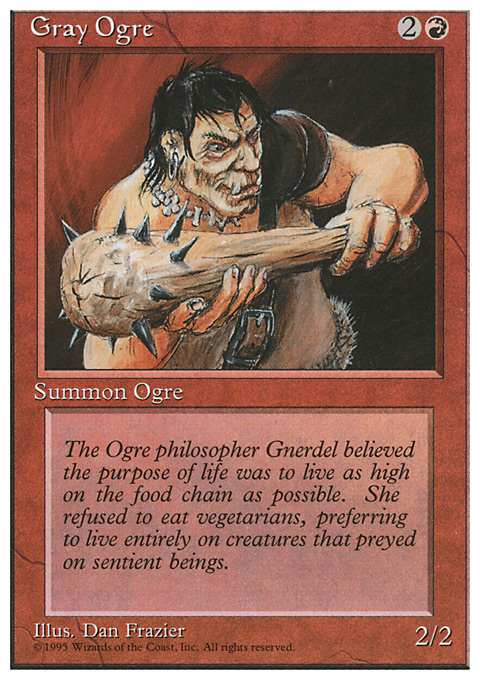 Gray Ogre 2
Summon Ogre
The Ogre philosopher Gnerdel believed
the purpose of life was to live as high
on the food chain as possible. She
refused to eat vegetarians, preferring
to live entirely on creatures that preyed
on sentient beings.
Illus. Dan Frazier
©1995 Wizards of the Coast, Inc. All rights reserved.
2/2